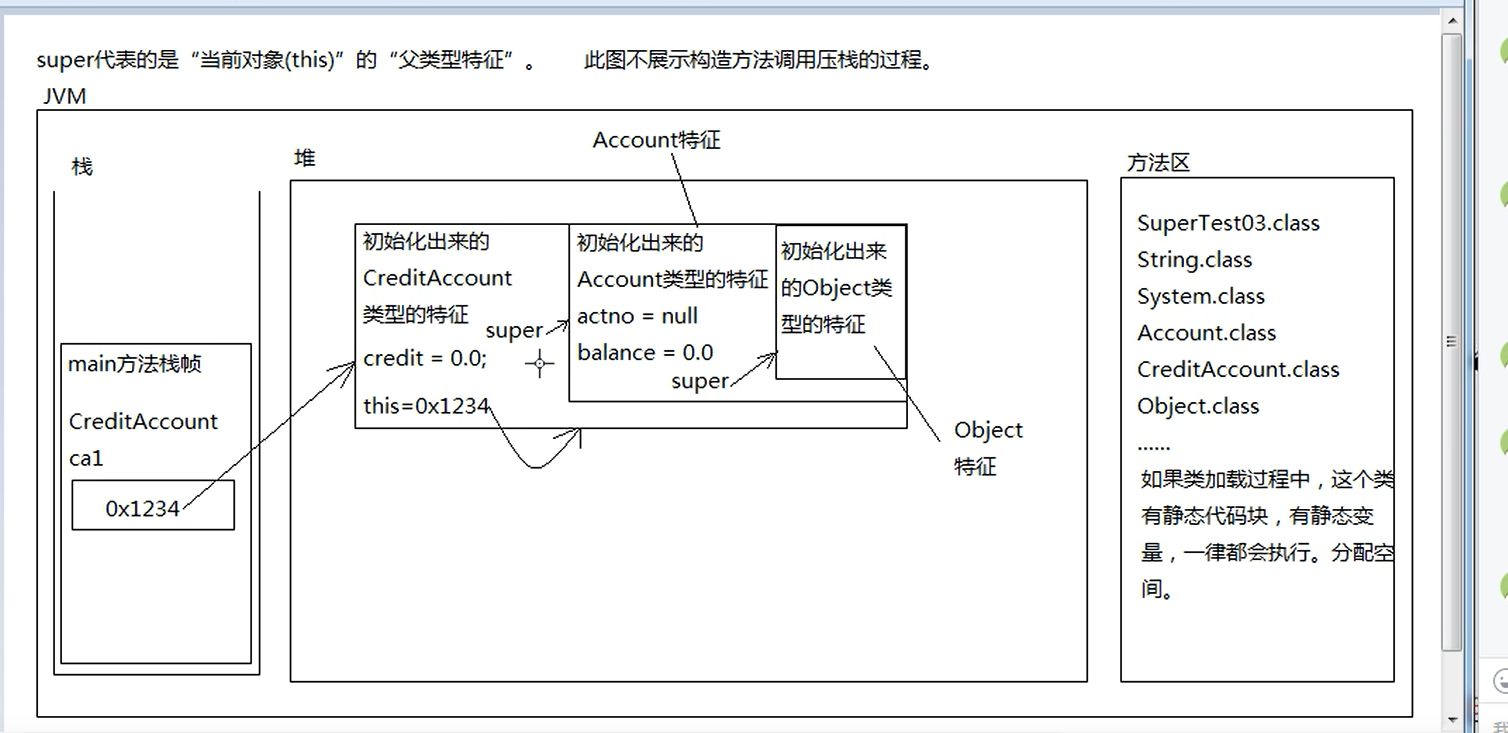 super代表的是“当前对象(this)”的“父类型特征”。 此图不展示构造方法调用压栈的过程。
JVM
栈
main方法栈帧
CreditAccount
ca1
0x1234
堆
Account特征
初始化出来的
CreditAccount
类型的特征
super
credit = 0.0;
this=0x1234
初始化出来的
Account类型的特征
actno = null
balance = 0.0
super
初始化出来
的Object类
型的特征
Object
特征
方法区
SuperTest03.class
String.class
System.class
Account.class
CreditAccount.class
Object.class
......
如果类加载过程中，这个类
有静态代码块，有静态变
量，一律都会执行。分配空
间。